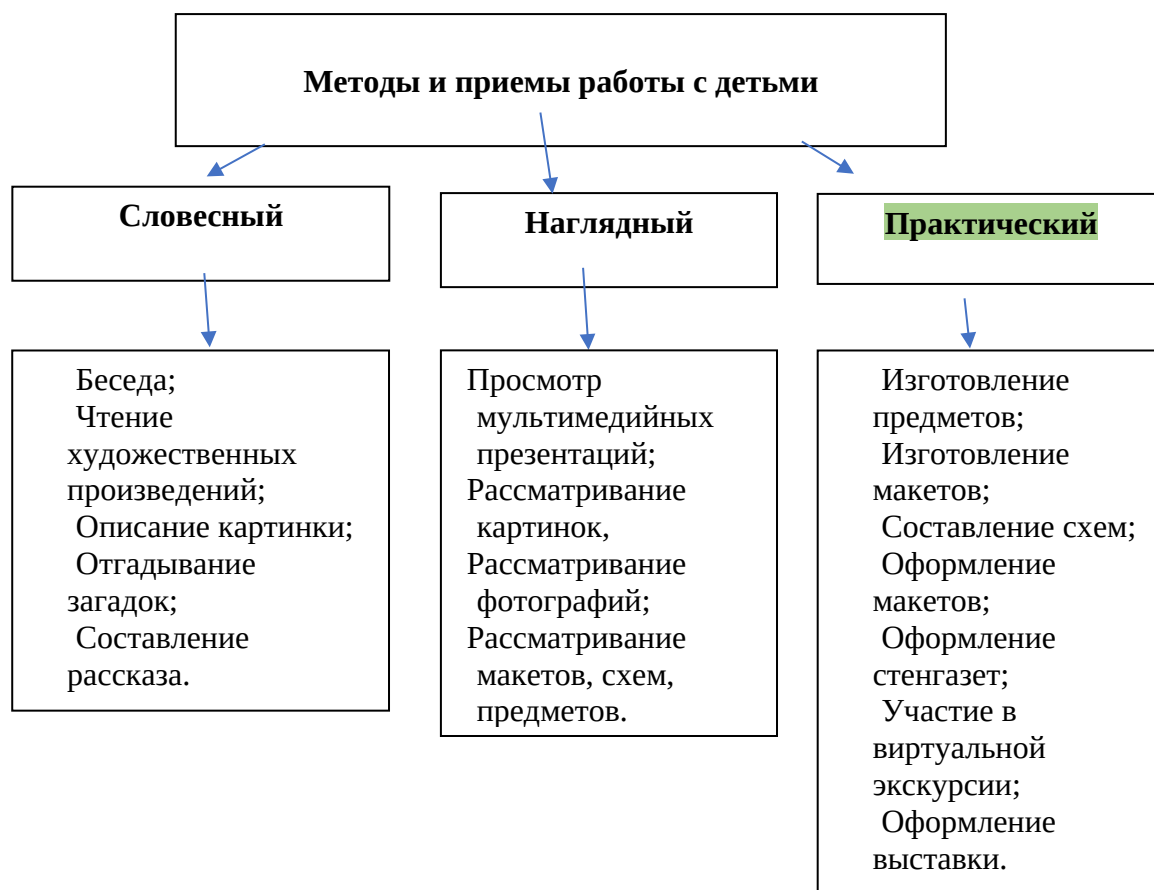 Методы и приемы работы с детьми
Словесный
Наглядный
Практический
Беседа;
Чтение
художественных
произведений;
Описание картинки;
Отгадывание
загадок;
Составление
рассказа.
Просмотр
мультимедийных
презентаций;
Рассматривание
картинок,
Рассматривание
фотографий;
Рассматривание
макетов, схем,
предметов.
Изготовление
предметов;
Изготовление
макетов;
Составление схем;
Оформление
макетов;
Оформление
стенгазет;
Участие в
виртуальной
экскурсии;
Оформление
выставки.